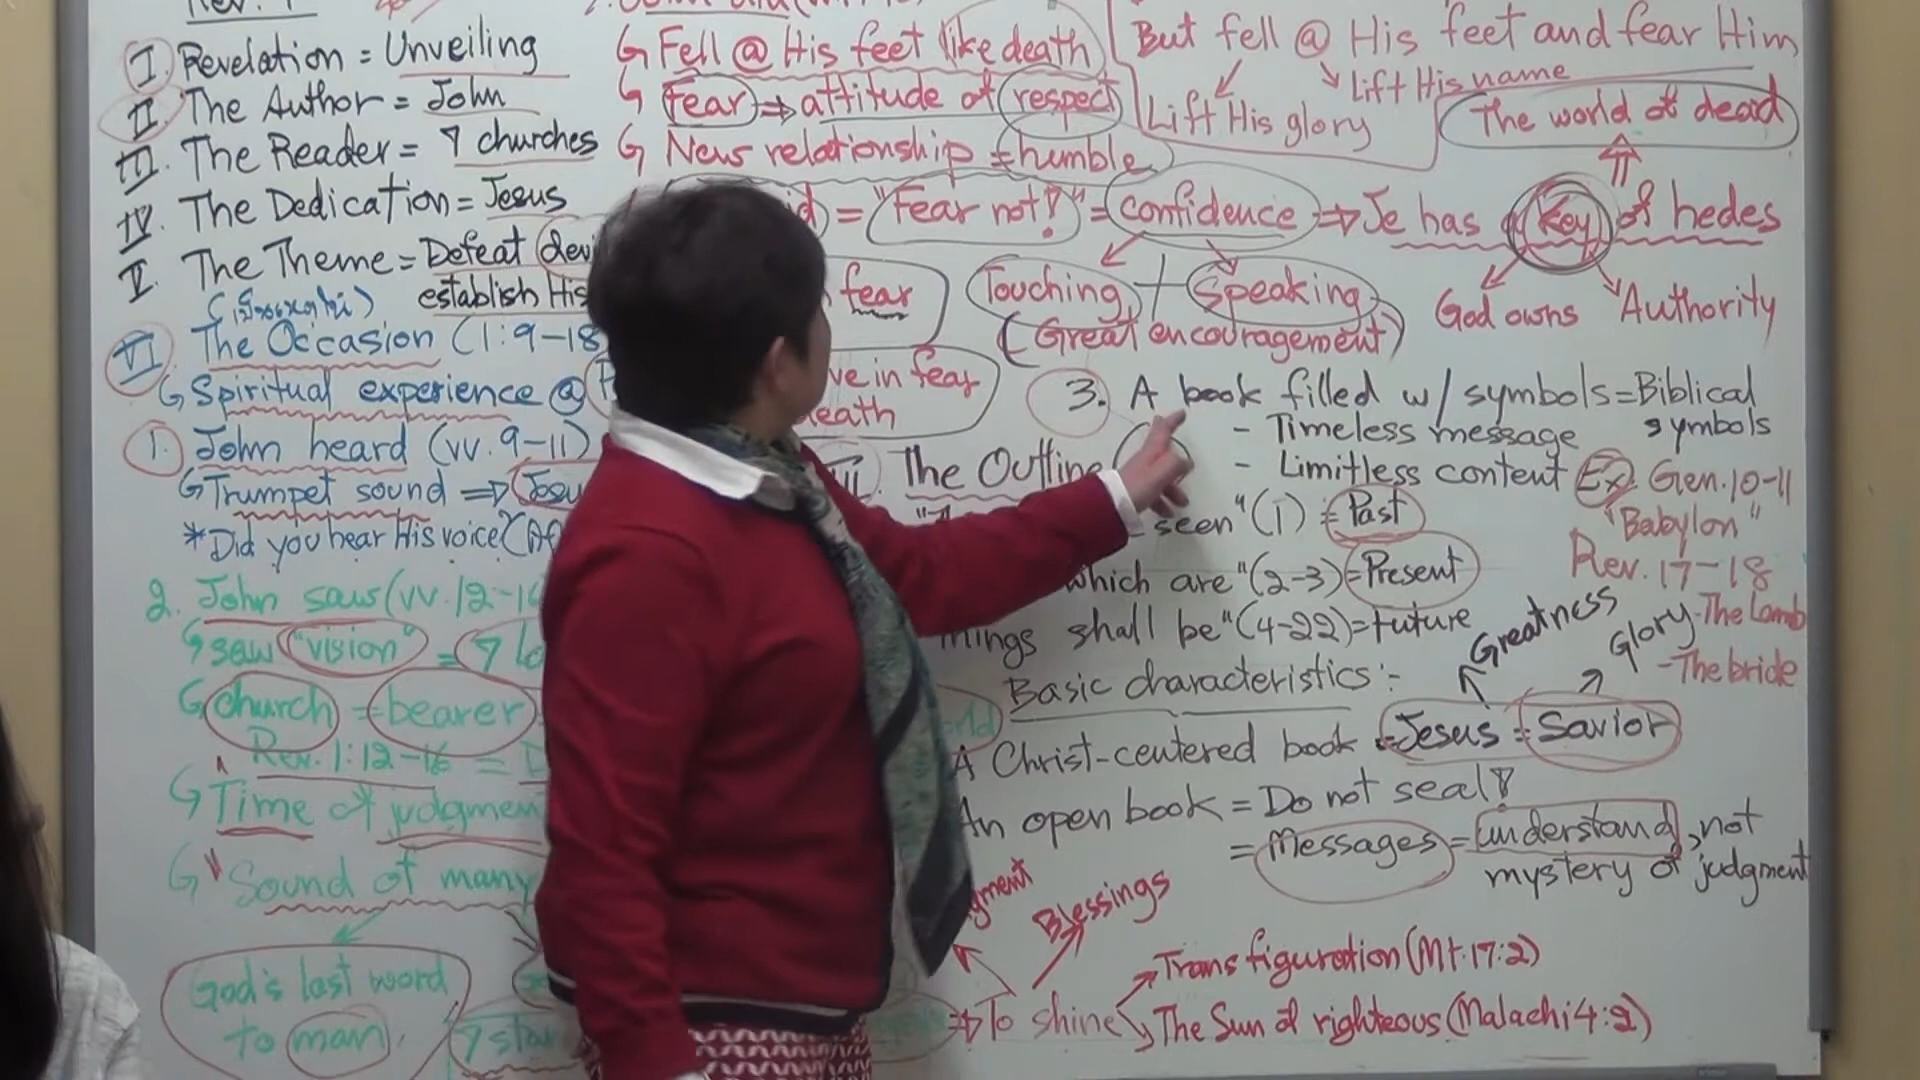 Rev. 1
I. Revelation = Unveiling
II. The Author = John
III. The Reader = 7 churches
IV. The Dedication = Jesus
V. The Theme = Defeat devi
establish His
VI. The Occasion (1:9-18
Spiritual experience @
1. John heard (vv. 9-11)
Trumpet sound ⇒ Jesu
*Did you hear His voice?
2. John saw (vv. 12-16
saw "vision" = 7
church = bearer
Rev. 1:12-16 =
Time of judgmen
Sound of many
God's last word
to man
7 star
Fell @ His feet like death
fear ⇒ attitude of respect
New relationship = humble
= "Fear not!" = confidence ⇒ Je has Key of hedes
Touching + Speaking
(Great encouragement)
fear
ve in fear
death
But fell @ His feet and fear Him
Lift His name
Lift His glory
The world of dead
God owns
Authority
The Outline
seen" (1) = Past
which are" (2-3) = Present
things shall be" (4-22) = Future
3. A book filled w/ symbols = Biblical
symbols
- Timeless message
- Limitless content
Ex. Gen. 10-11
"Babylon"
Rev. 17-18
- The Lamb
- The bride
Basic characteristics :-
Greatness
Glory
A Christ-centered book = Jesus = Savior
An open book = Do not seal!
= Messages = understand, not
mystery of judgment
gment
Blessings
⇒ To shine
Transfiguration (Mt. 17:2)
The Sun of righteous (Malachi 4:2)